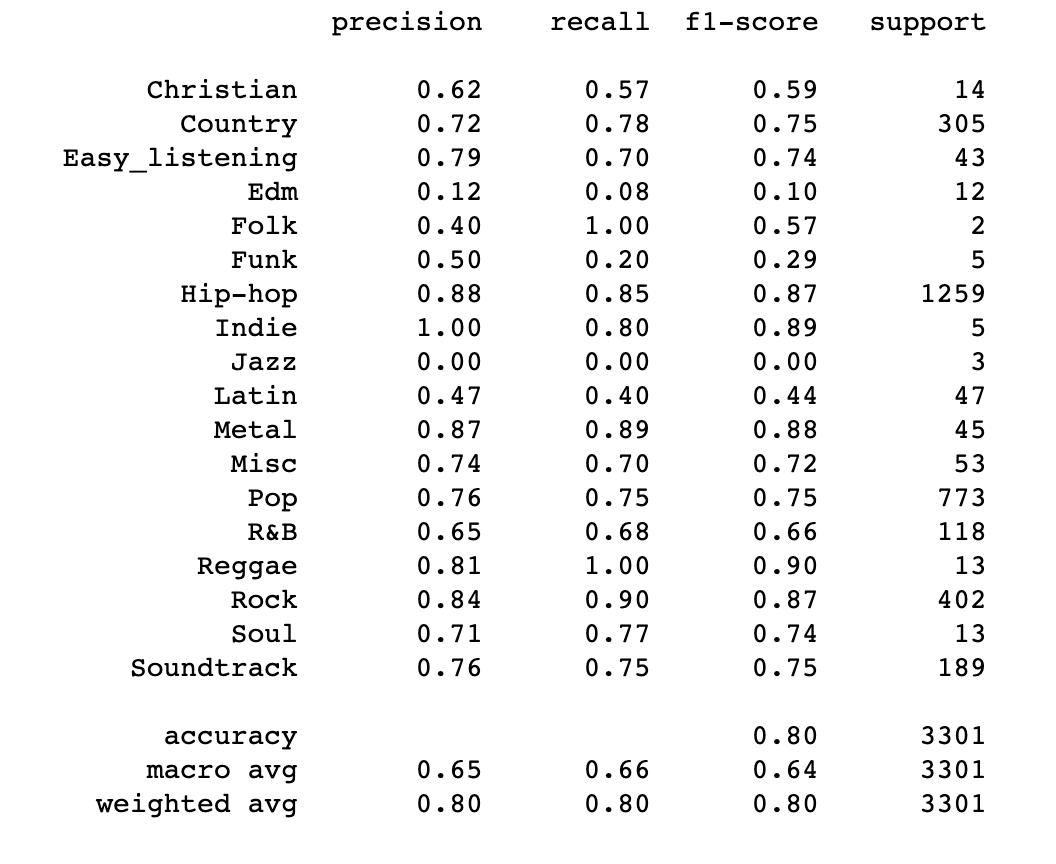 precision recall f1-score support
Christian 0.62 0.57 0.59 14
Country 0.72 0.78 0.75 305
Easy_listening 0.79 0.70 0.74 43
Edm 0.12 0.08 0.10 12
Folk 0.40 1.00 0.57 2
Funk 0.50 0.20 0.29 5
Hip-hop 0.88 0.85 0.87 1259
Indie 1.00 0.80 0.89 5
Jazz 0.00 0.00 0.00 3
Latin 0.47 0.40 0.44 47
Metal 0.87 0.89 0.88 45
Misc 0.74 0.70 0.72 53
Pop 0.76 0.75 0.75 773
R&B 0.65 0.68 0.66 118
Reggae 0.81 1.00 0.90 13
Rock 0.84 0.90 0.87 402
Soul 0.71 0.77 0.74 13
Soundtrack 0.76 0.75 0.75 189
accuracy 0.80 3301
macro avg 0.65 0.66 0.64 3301
weighted avg 0.80 0.80 0.80 3301